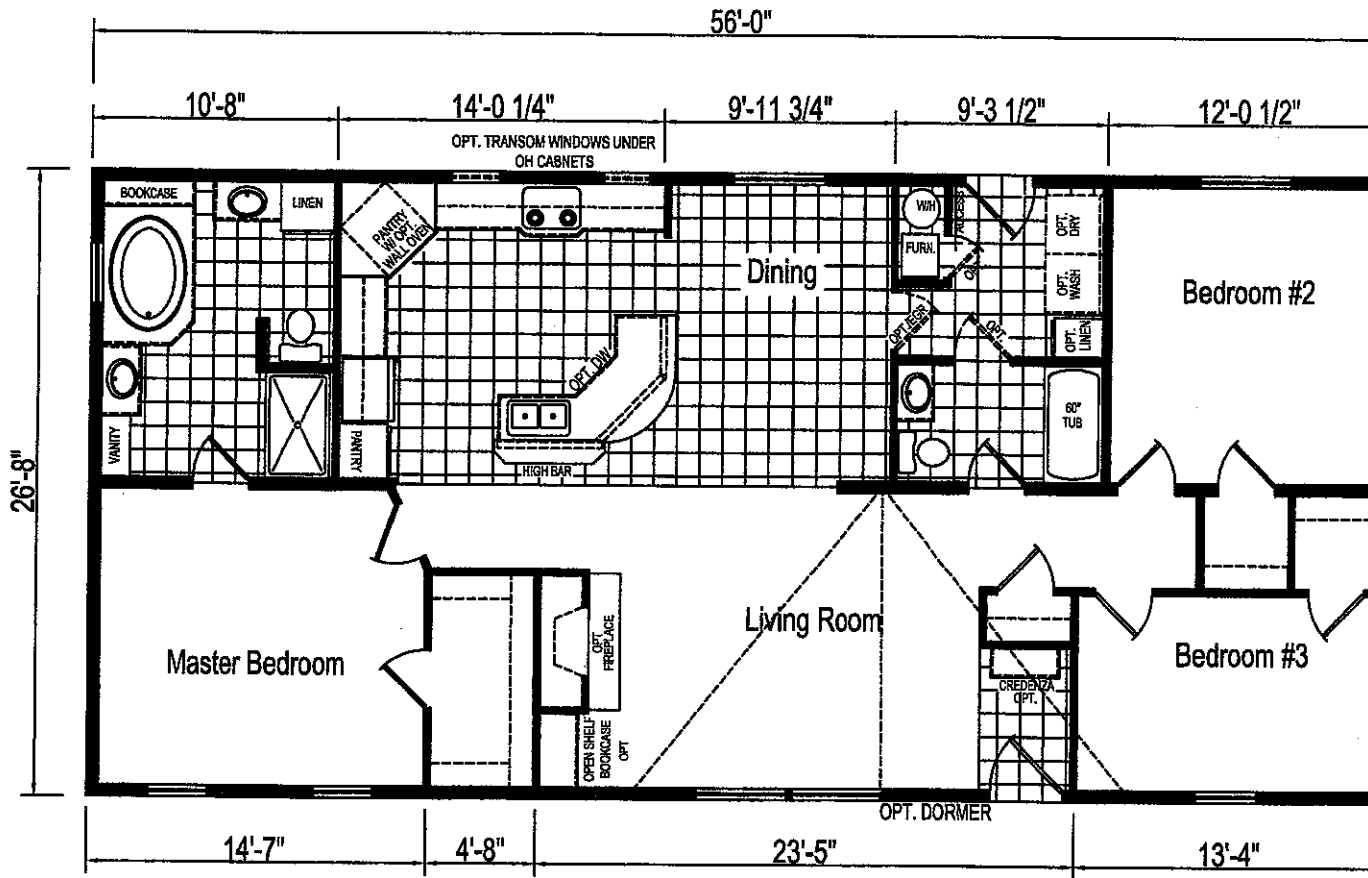 56'-0"
10'-8"
14'-0 1/4"
9'-11 3/4"
9'-3 1/2"
12'-0 1/2"
OPT. TRANSOM WINDOWS UNDER
OH CABNETS
BOOKCASE
LINEN
PANTRY
W/ OPT.
WALL OVEN
W/H
ACCESS
FURN.
OPT.
DRY
OPT.
WASH
OPT.
LINEN
Dining
Bedroom #2
OPT. EGR
OPT.
OPT. DW
60"
TUB
VANITY
PANTRY
HIGH BAR
26'-8"
Living Room
OPT
FIREPLACE
Master Bedroom
Bedroom #3
CREDENZA
OPT.
OPEN SHELF
BOOKCASE
OPT
OPT. DORMER
14'-7"
4'-8"
23'-5"
13'-4"